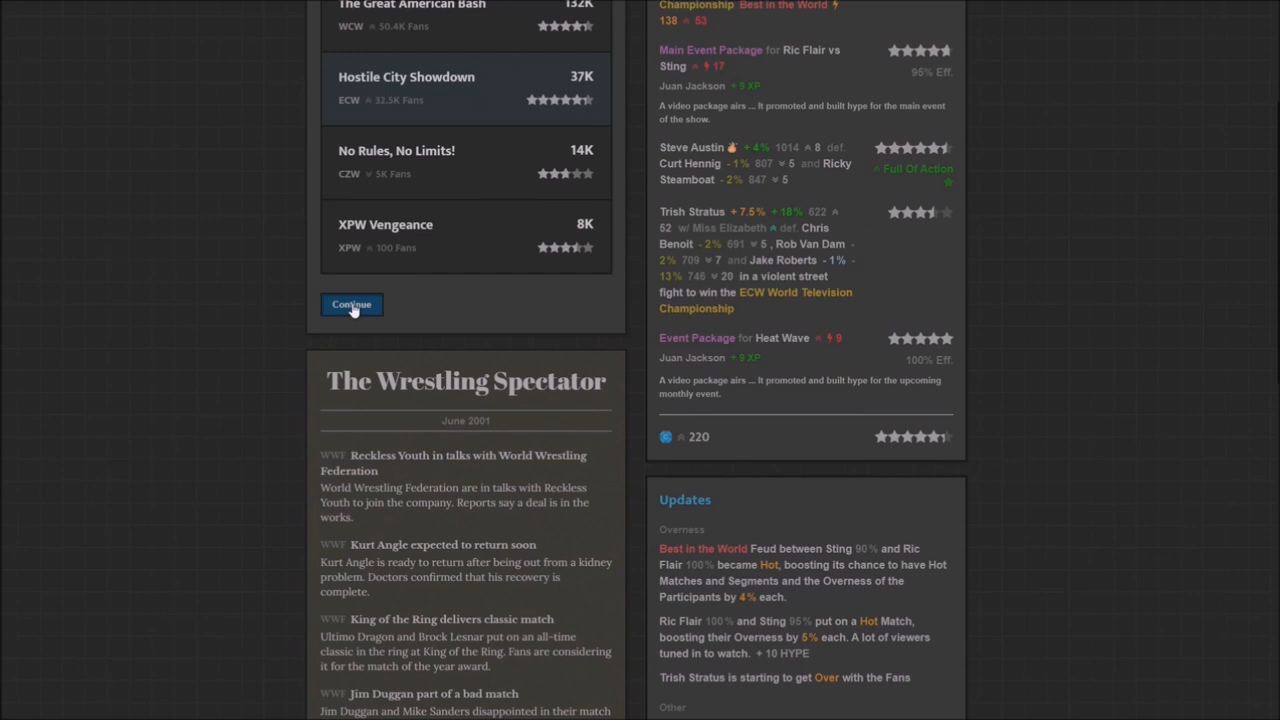 The Great American Bash 132K
WCW 50.4K Fans
Hostile City Showdown 37K
ECW 32.5K Fans
No Rules, No Limits! 14K
CZW 5K Fans
XPW Vengeance 8K
XPW 100 Fans
Continue
The Wrestling Spectator
June 2001
WWF Reckless Youth in talks with World Wrestling
Federation
World Wrestling Federation are in talks with Reckless
Youth to join the company. Reports say a deal is in the
works.
WWF Kurt Angle expected to return soon
Kurt Angle is ready to return after being out from a kidney
problem. Doctors confirmed that his recovery is
complete.
WWF King of the Ring delivers classic match
Ultimo Dragon and Brock Lesnar put on an all-time
classic in the ring at King of the Ring. Fans are considering
it for the match of the year award.
WWF Jim Duggan part of a bad match
Jim Duggan and Mike Sanders disappointed in their match
Championship Best in the World
138 53
Main Event Package for Ric Flair vs
Sting 17
95% Eff.
Juan Jackson + 9 XP
A video package airs ... It promoted and built hype for the main event
of the show.
Steve Austin + 4% 1014 8 def.
Curt Hennig - 1% 807 5 and Ricky
Steamboat - 2% 847 5
Full Of Action
Trish Stratus + 7.5% + 18% 622
52 w/ Miss Elizabeth def. Chris
Benoit - 2% 691 5 , Rob Van Dam -
2% 709 7 and Jake Roberts - 1% -
13% 746 20 in a violent street
fight to win the ECW World Television
Championship
Event Package for Heat Wave 9
Juan Jackson + 9 XP
100% Eff.
A video package airs ... It promoted and built hype for the upcoming
monthly event.
220
Updates
Overness
Best in the World Feud between Sting 90% and Ric
Flair 100% became Hot, boosting its chance to have Hot
Matches and Segments and the Overness of the
Participants by 4% each.
Ric Flair 100% and Sting 95% put on a Hot Match,
boosting their Overness by 5% each. A lot of viewers
tuned in to watch. + 10 HYPE
Trish Stratus is starting to get Over with the Fans
Other